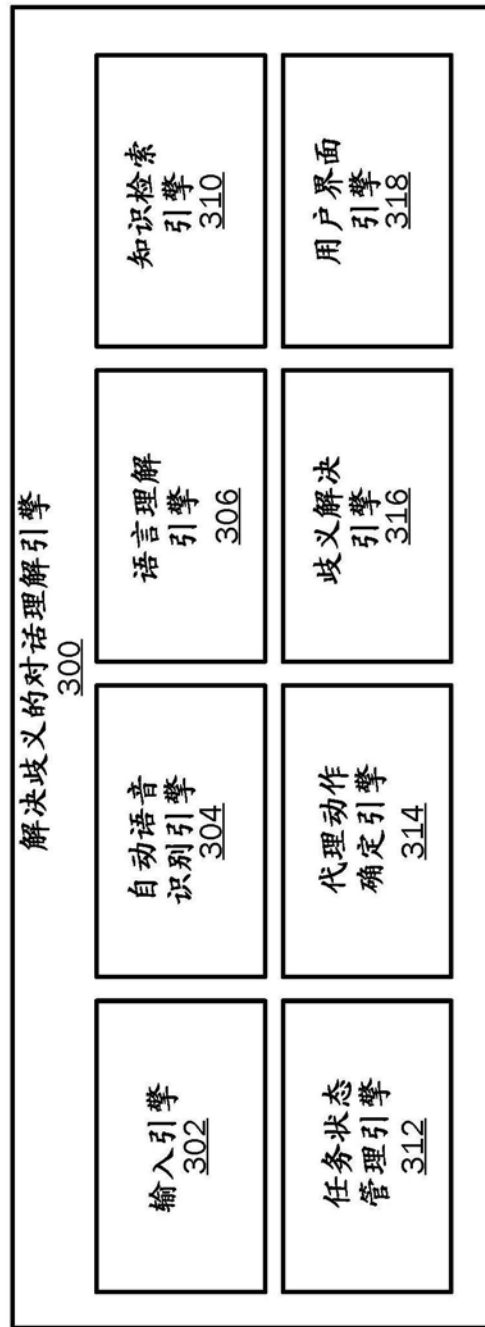 解决歧义的对话理解引擎
300
输入引擎
302
自动语音
识别引擎
304
语言理解
引擎
306
知识检索
引擎
310
任务状态
管理引擎
312
代理动作
确定引擎
314
歧义解决
引擎
316
用户界面
引擎
318